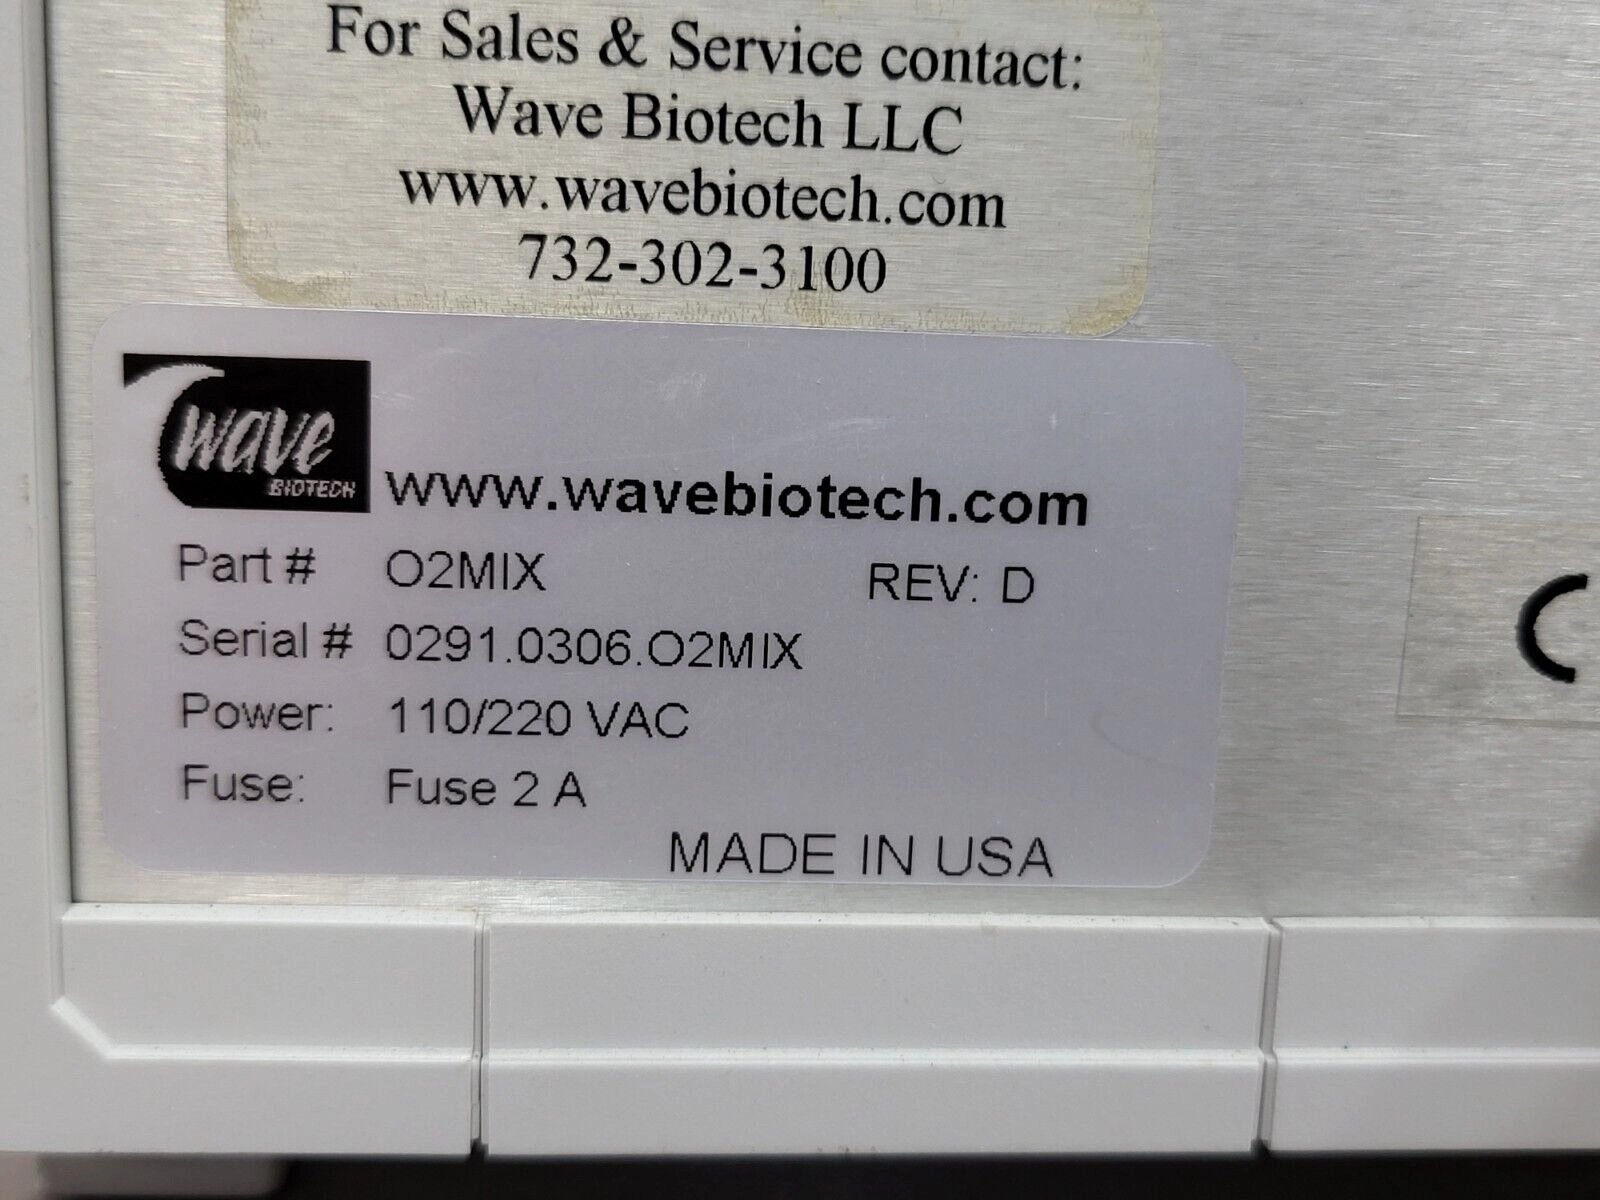 For Sales & Service contact:
Wave Biotech LLC
www.wavebiotech.com
732-302-3100
wave
BIOTECH
www.wavebiotech.com
Part # O2MIX REV: D
Serial # 0291.0306.O2MIX
Power: 110/220 VAC
Fuse: Fuse 2 A
MADE IN USA
C